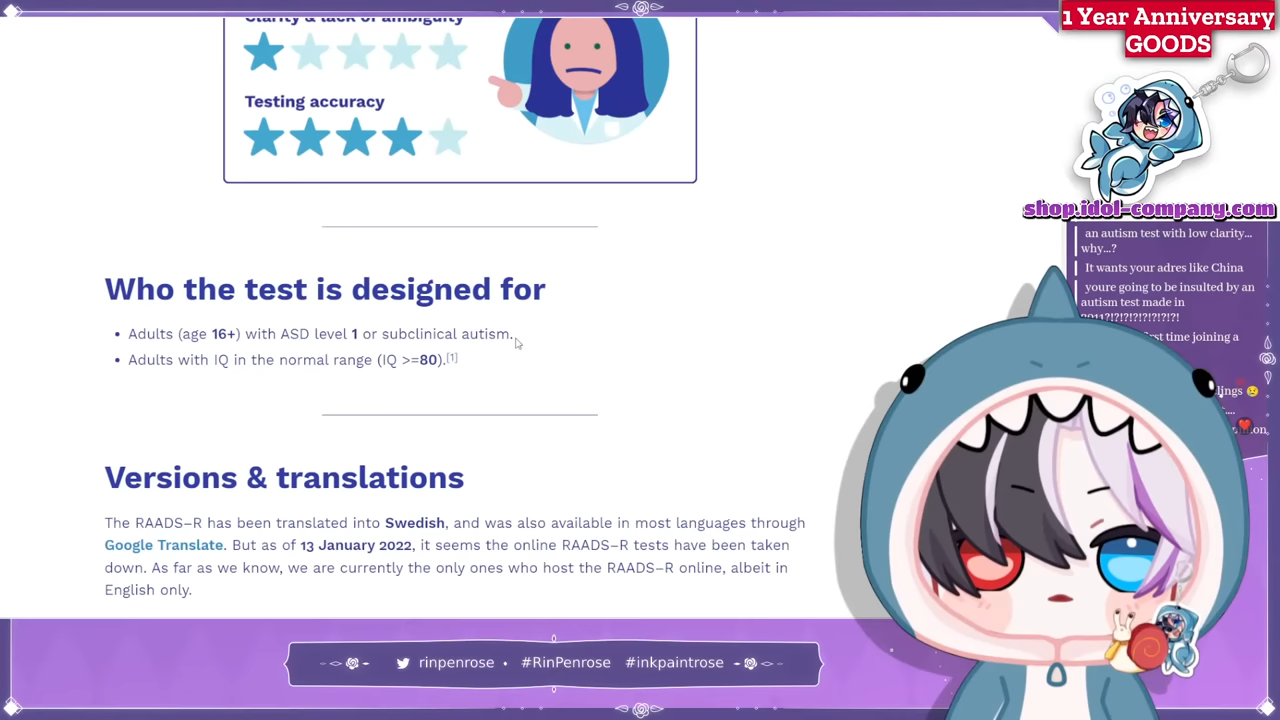 Clarity & lack of ambiguity
Testing accuracy
Who the test is designed for
• Adults (age 16+) with ASD level 1 or subclinical autism.
• Adults with IQ in the normal range (IQ >=80).[1]
Versions & translations
The RAADS–R has been translated into Swedish, and was also available in most languages through
Google Translate. But as of 13 January 2022, it seems the online RAADS–R tests have been taken
down. As far as we know, we are currently the only ones who host the RAADS–R online, albeit in
English only.
rinpenrose • #RinPenrose #inkpaintrose
1 Year Anniversary
GOODS
shop.idol-company.com
an autism test with low clarity...
why...?
It wants your adres like China
youre going to be insulted by an
autism test made in
2011?!?!?!?!?!?!?!
rst time joining a
lings 😢